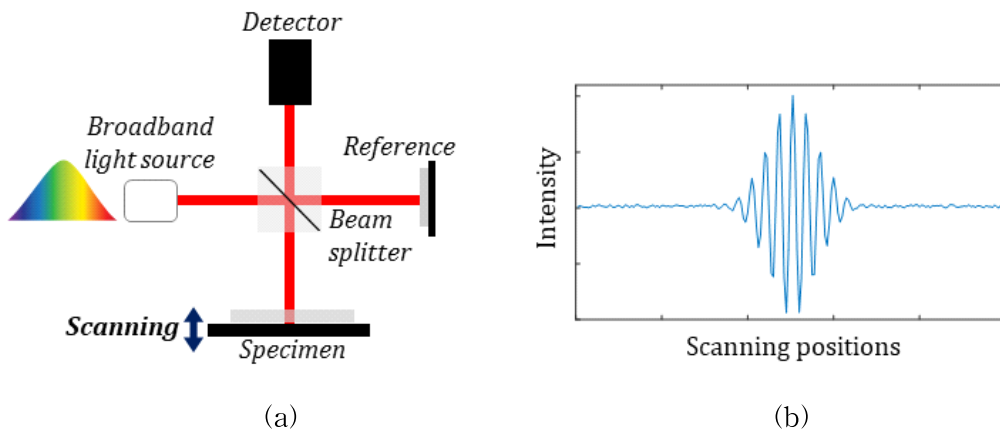 Detector
Broadband
light source
Reference
Beam
splitter
Scanning
Specimen
(a)
Intensity
Scanning positions
(b)